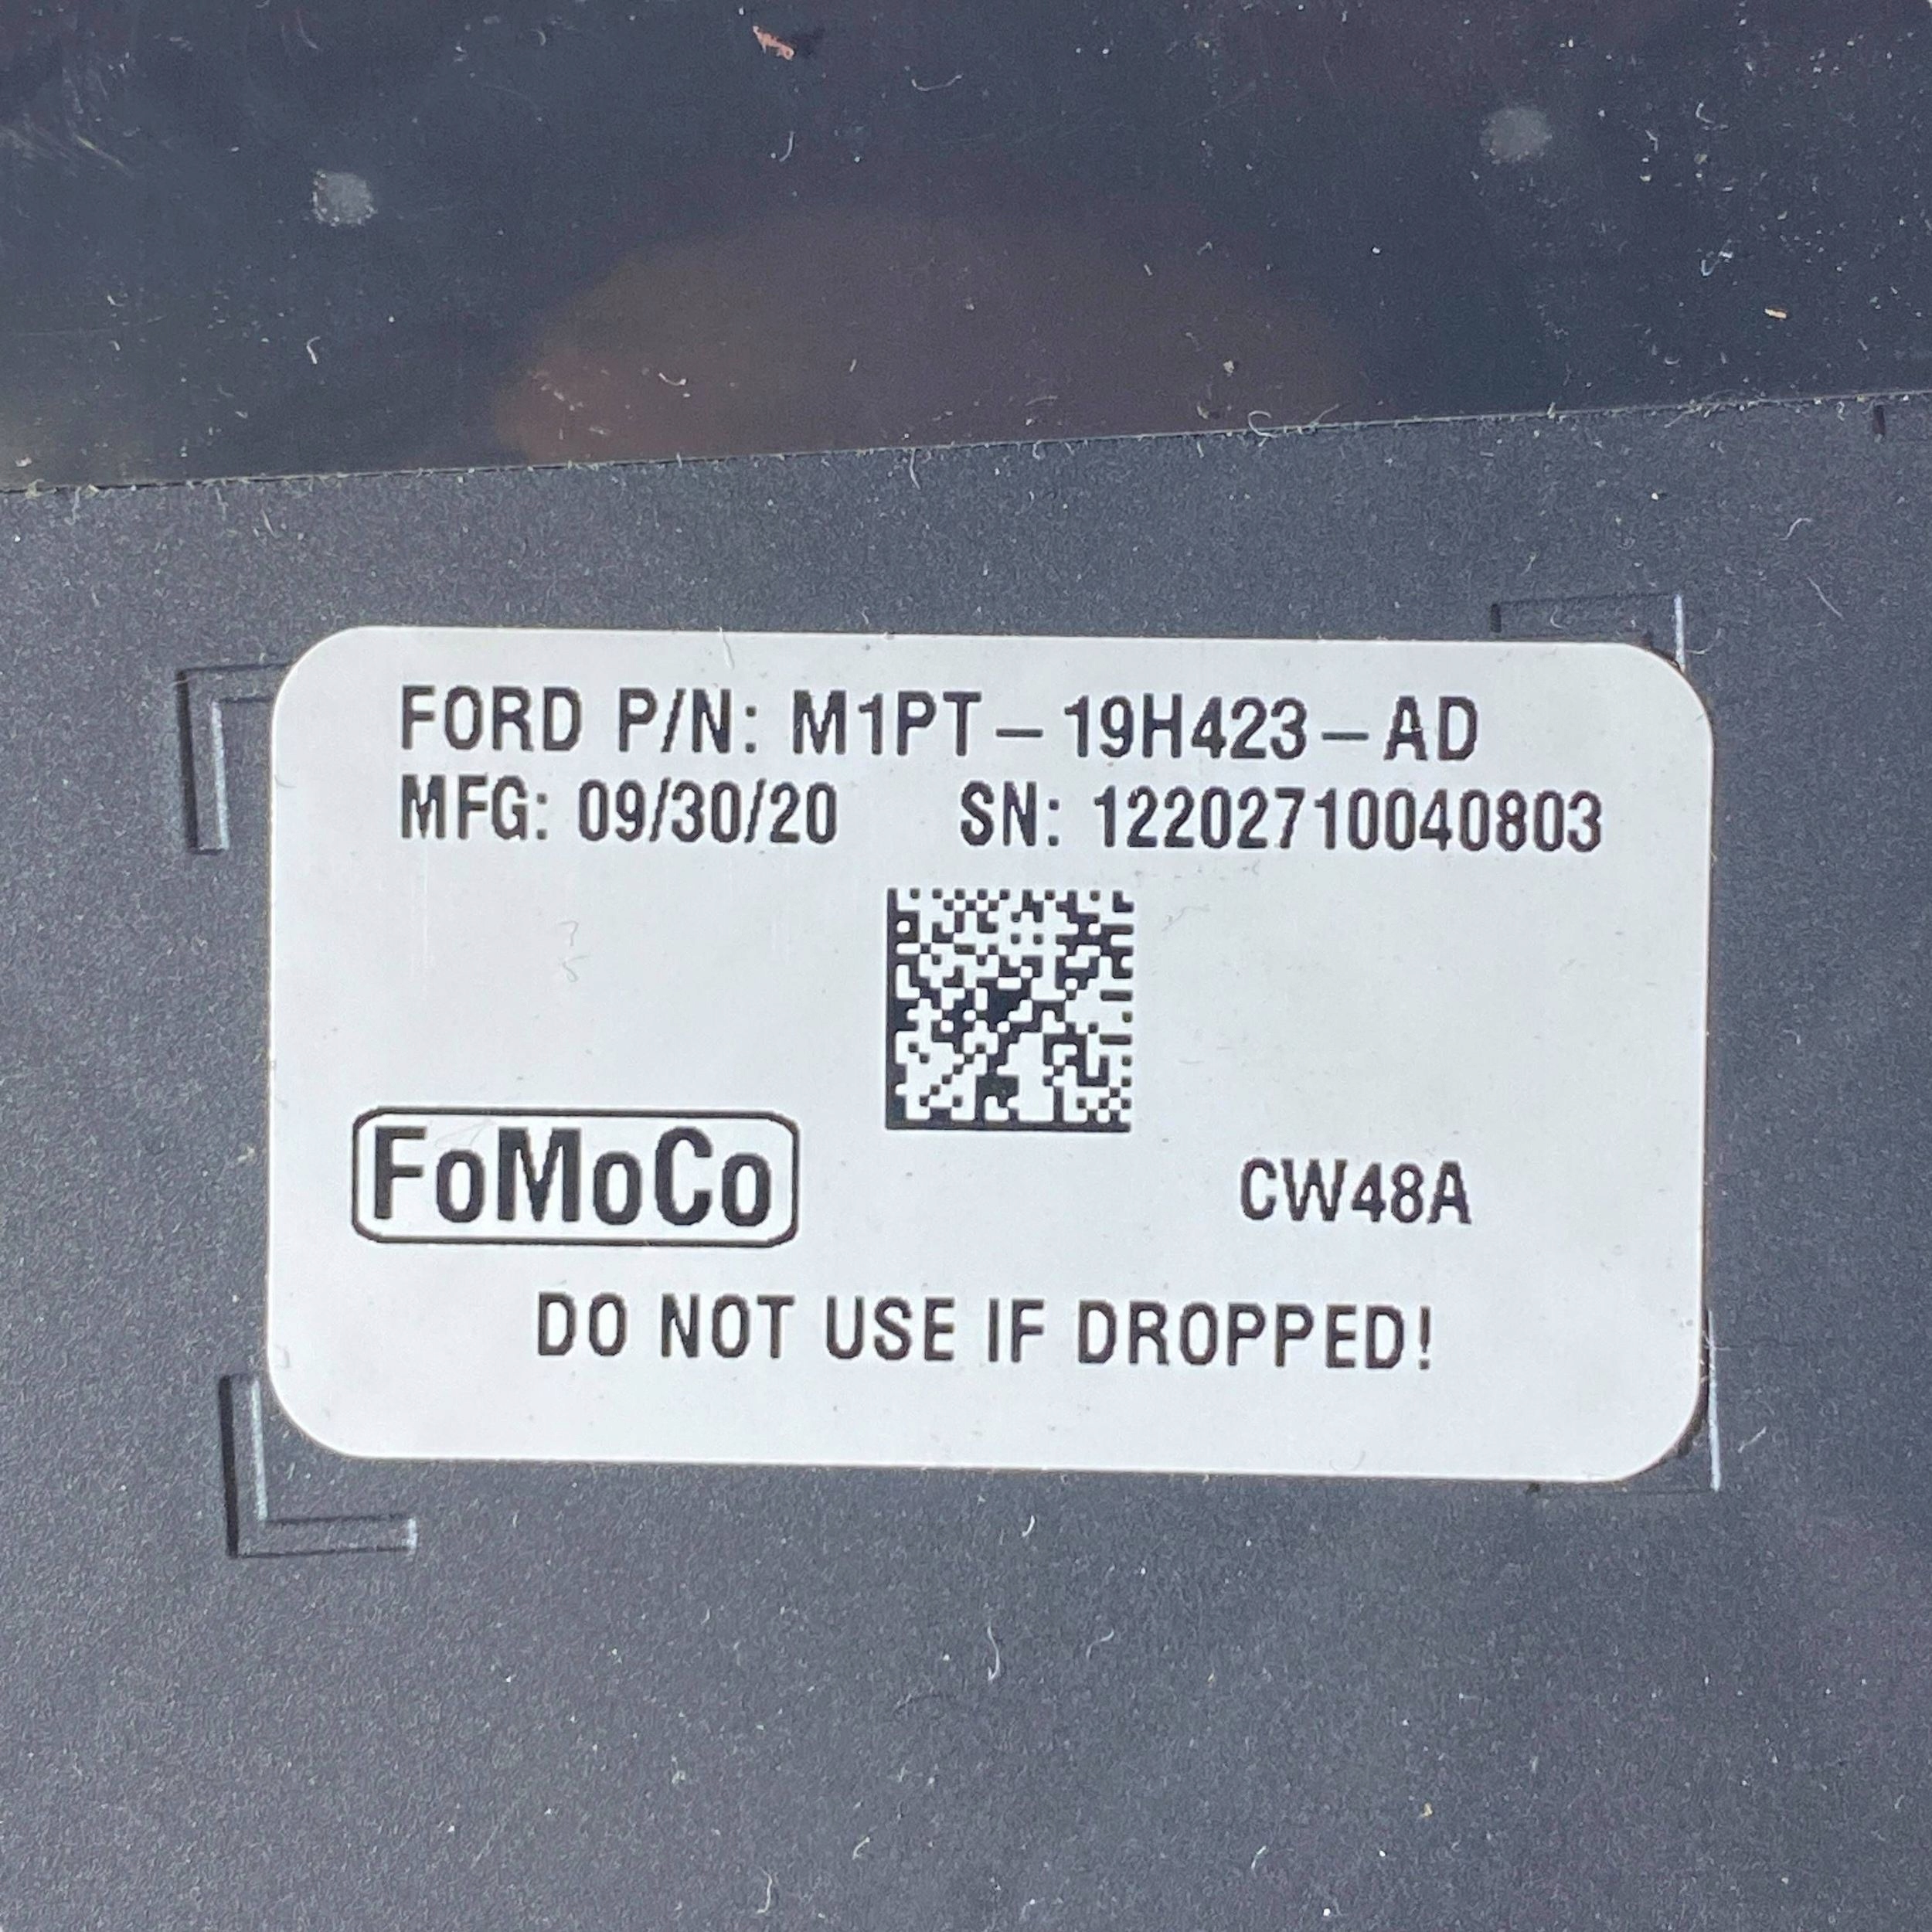 FORD P/N: M1PT-19H423-AD
MFG: 09/30/20 SN: 12202710040803
FoMoCo
CW48A
DO NOT USE IF DROPPED!